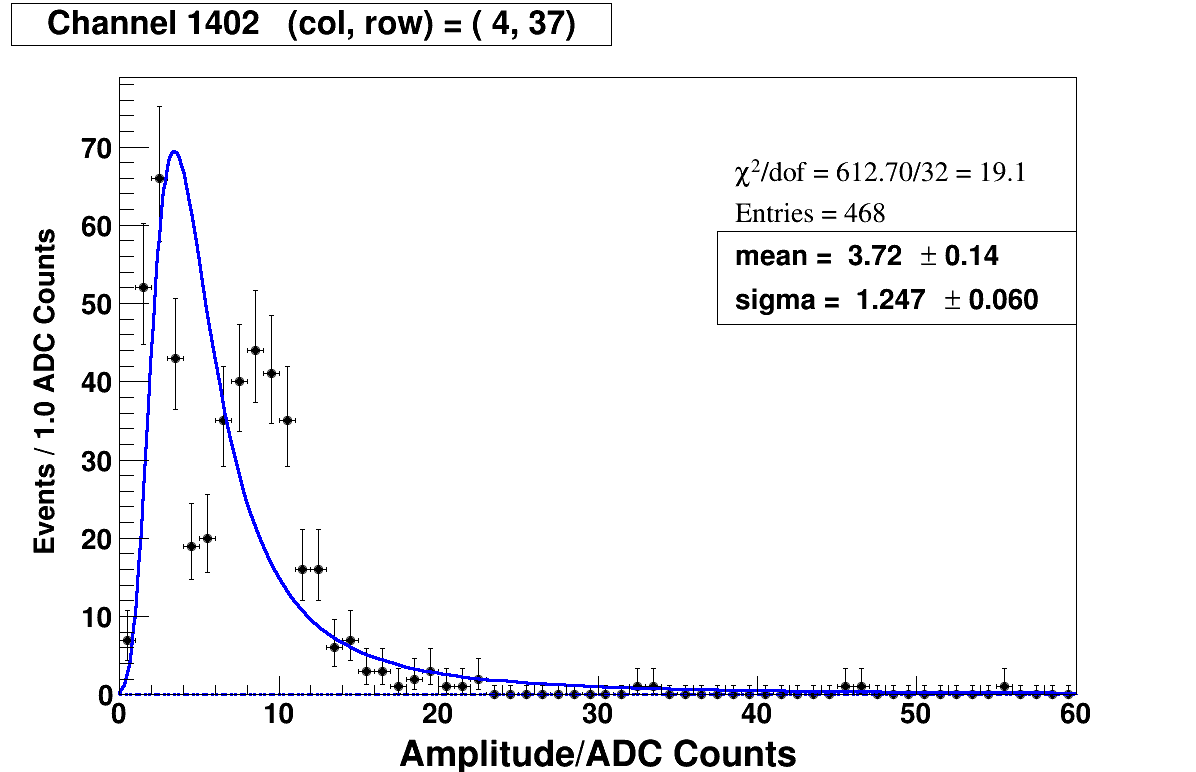 Channel 1402 (col, row) = ( 4, 37)
χ²/dof = 612.70/32 = 19.1
Entries = 468
mean = 3.72 ± 0.14
sigma = 1.247 ± 0.060
Events / 1.0 ADC Counts
70
60
50
40
30
20
10
0
0 10 20 30 40 50 60
Amplitude/ADC Counts